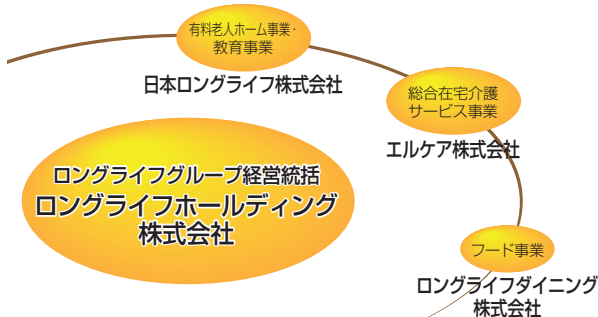 有料老人ホーム事業・
教育事業
日本ロングライフ株式会社
総合在宅介護
サービス事業
エルケア株式会社
ロングライフグループ経営統括
ロングライフホールディング
株式会社
フード事業
ロングライフダイニング
株式会社